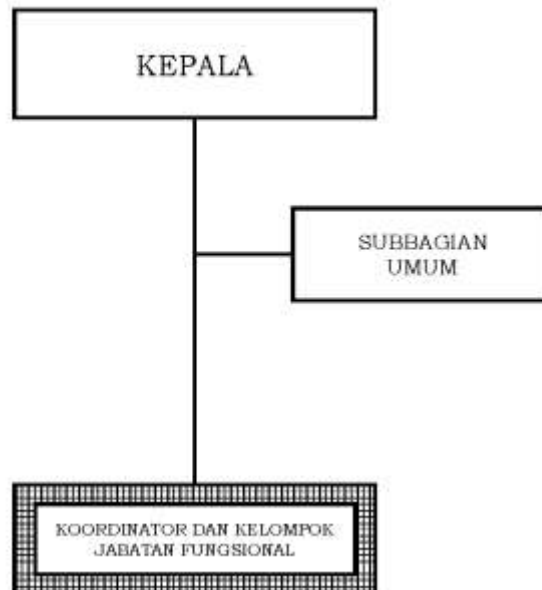 KEPALA
SUBBAGIAN
UMUM
KOORDINATOR DAN KELOMPOK
JABATAN FUNGSIONAL